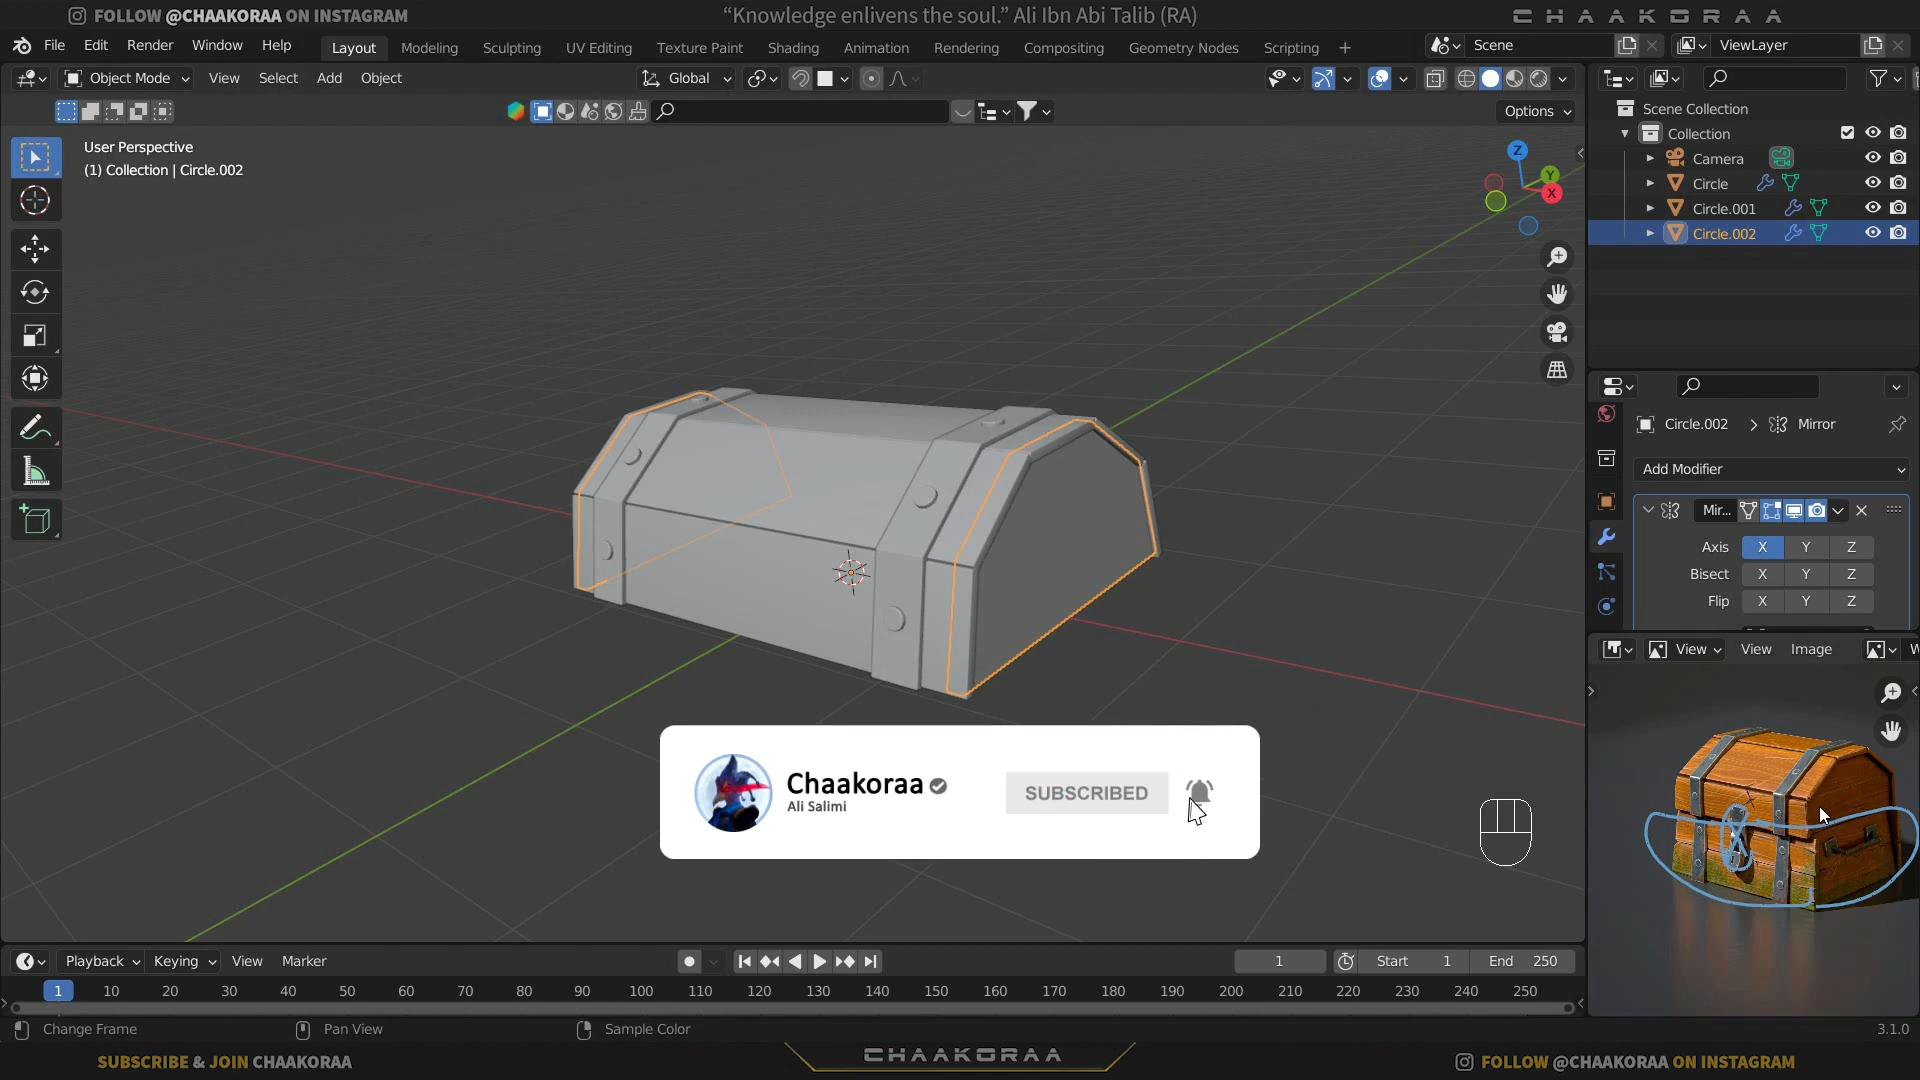 FOLLOW @CHAAKORAA ON INSTAGRAM
“Knowledge enlivens the soul.” Ali Ibn Abi Talib (RA)
CHAAKORAA
File Edit Render Window Help
Layout Modeling Sculpting UV Editing Texture Paint Shading Animation Rendering Compositing Geometry Nodes Scripting +
Scene
ViewLayer
Object Mode View Select Add Object
Global
Options
User Perspective
(1) Collection | Circle.002
Z
Y
X
Scene Collection
Collection
Camera
Circle
Circle.001
Circle.002
Circle.002 > Mirror
Add Modifier
Mir...
Axis X Y Z
Bisect X Y Z
Flip X Y Z
View View Image
Chaakoraa
Ali Salimi
SUBSCRIBED
Playback Keying View Marker
1
Start 1
End 250
1 10 20 30 40 50 60 70 80 90 100 110 120 130 140 150 160 170 180 190 200 210 220 230 240 250
Change Frame
Pan View
Sample Color
3.1.0
SUBSCRIBE & JOIN CHAAKORAA
CHAAKORAA
FOLLOW @CHAAKORAA ON INSTAGRAM